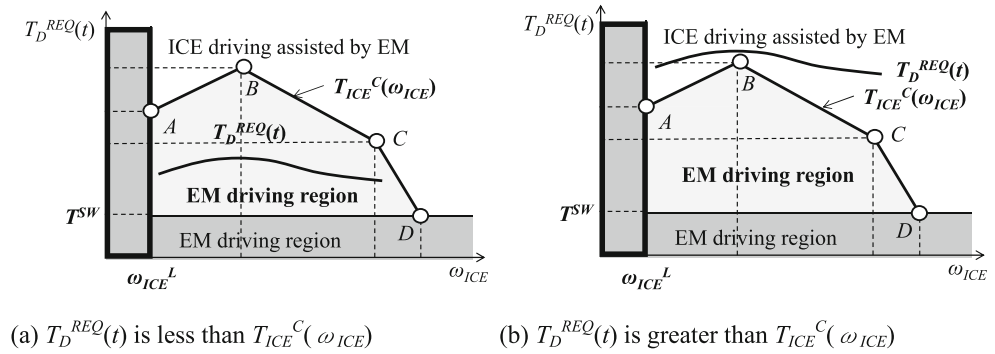 T_D^REQ(t)
ICE driving assisted by EM
B
T_ICE^C(ω_ICE)
A
T_D^REQ(t)
C
EM driving region
T^SW
EM driving region
D
ω_ICE^L
ω_ICE
(a) T_D^REQ(t) is less than T_ICE^C( ω_ICE)
T_D^REQ(t)
ICE driving assisted by EM
T_D^REQ(t)
B
T_ICE^C(ω_ICE)
A
C
EM driving region
T^SW
EM driving region
D
ω_ICE^L
ω_ICE
(b) T_D^REQ(t) is greater than T_ICE^C( ω_ICE)